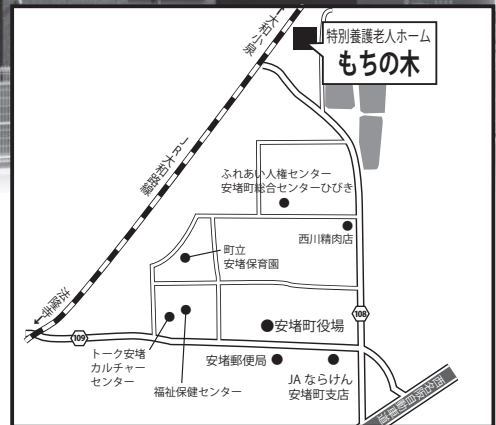 大和小泉
特別養護老人ホーム
もちの木
JR大和路線
ふれあい人権センター
安堵町総合センターひびき
西川精肉店
町立
安堵保育園
法隆寺
108
109
安堵町役場
トーク安堵
カルチャー
センター
福祉保健センター
安堵郵便局
JAならけん
安堵町支店
西名阪自動車道